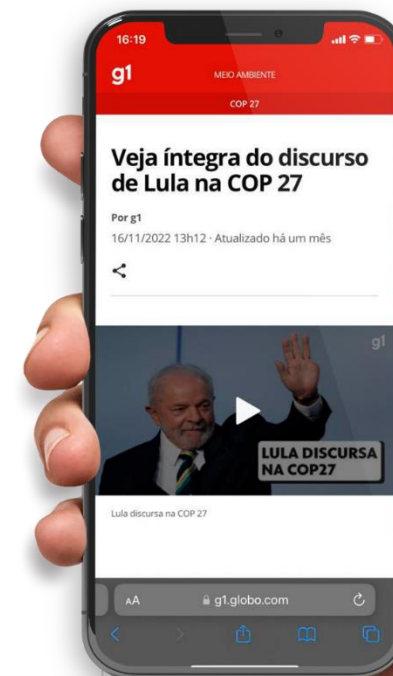 16:19
g1
MEIO AMBIENTE
COP 27
Veja íntegra do discurso
de Lula na COP 27
Por g1
16/11/2022 13h12 · Atualizado há um mês
g1
LULA DISCURSA
NA COP27
Lula discursa na COP 27
AA
g1.globo.com